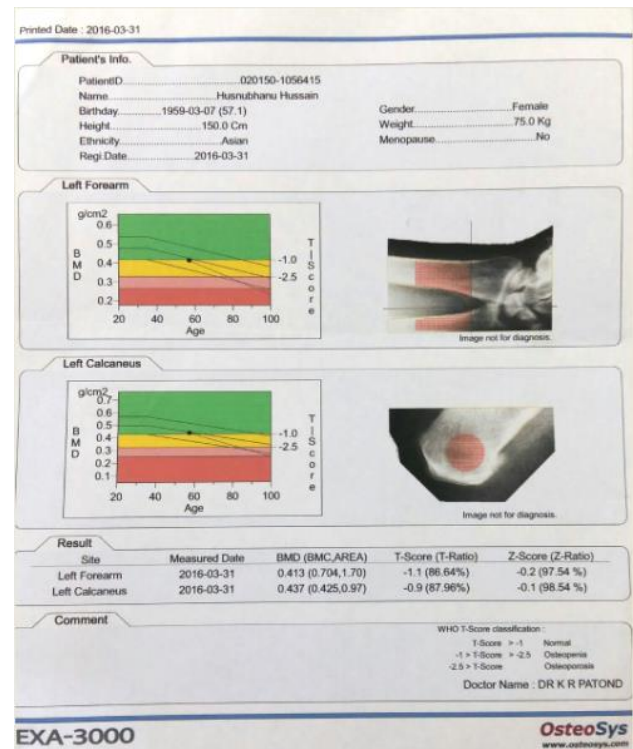 Printed Date : 2016-03-31
Patient's Info.
PatientID 020150-1056415
Name Husnubhanu Hussain
Birthday 1959-03-07 (57.1) Gender Female
Height 150.0 Cm Weight 75.0 Kg
Ethnicity Asian Menopause No
Regi.Date 2016-03-31
Left Forearm
g/cm2
0.6
0.5
0.4
0.3
0.2
BMD
-1.0
-2.5
T|Score
20 40 60 80 100
Age
Image not for diagnosis.
Left Calcaneus
g/cm2
0.7
0.6
0.5
0.4
0.3
0.2
0.1
BMD
-1.0
-2.5
T|Score
20 40 60 80 100
Age
Image not for diagnosis.
Result
Site Measured Date BMD (BMC,AREA) T-Score (T-Ratio) Z-Score (Z-Ratio)
Left Forearm 2016-03-31 0.413 (0.704,1.70) -1.1 (86.64%) -0.2 (97.54 %)
Left Calcaneus 2016-03-31 0.437 (0.425,0.97) -0.9 (87.96%) -0.1 (98.54 %)
Comment
WHO T-Score classification :
T-Score > -1 Normal
-1 > T-Score > -2.5 Osteopenia
-2.5 > T-Score Osteoporosis
Doctor Name : DR K R PATOND
EXA-3000
OsteoSys
www.osteosys.com